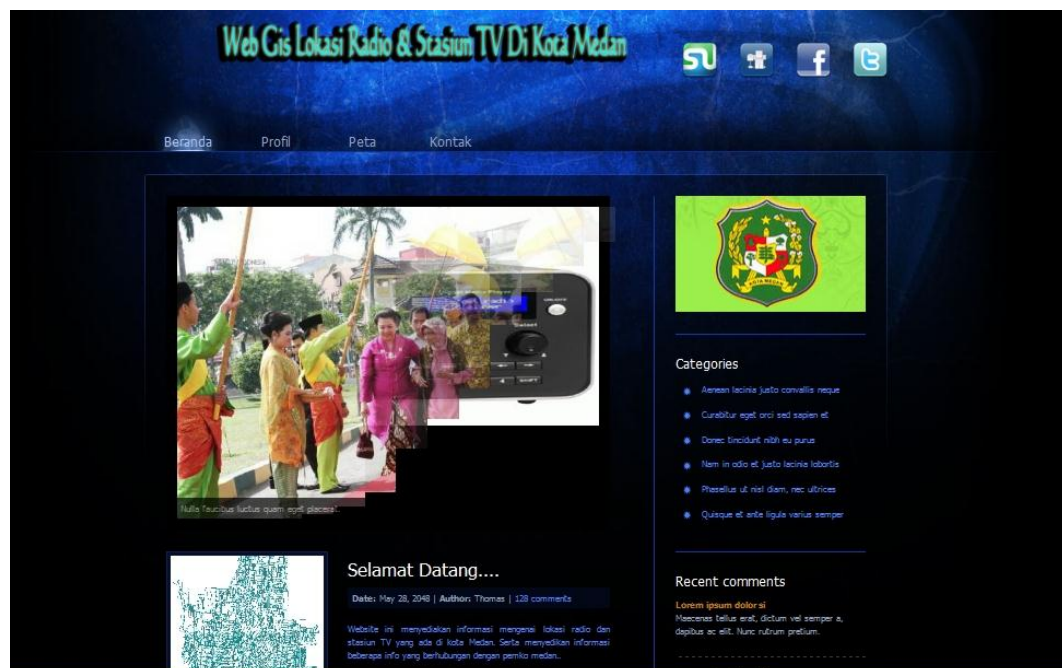 Web Gis Lokasi Radio & Stasiun TV Di Kota Medan
Beranda Profil Peta Kontak
Nulla faucibus luctus quam eget placerat.
KOTA MEDAN
Categories
Aenean lacinia justo convallis neque
Curabitur eget orci sed sapien et
Donec tincidunt nibh eu purus
Nam in odio et justo lacinia lobortis
Phasellus ut nisl diam, nec ultrices
Quisque et ante ligula varius semper
Selamat Datang....
Date: May 28, 2048 | Author: Thomas | 128 comments
Website ini menyediakan informasi mengenai lokasi radio dan
stasiun TV yang ada di kota Medan. Serta menyedikan informasi
beberapa info yang berhubungan dengan pemko medan..
Recent comments
Lorem ipsum dolor si
Maecenas tellus erat, dictum vel semper a,
dapibus ac elit. Nunc rutrum pretium.